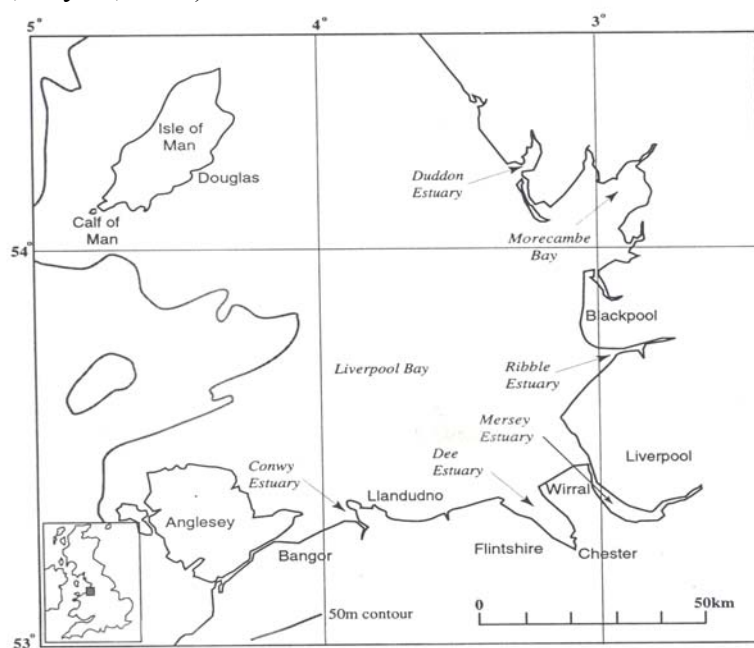 5°
4°
3°
Isle of
Man
Douglas
Calf of
Man
Duddon
Estuary
Morecambe
Bay
54°
Blackpool
Liverpool Bay
Ribble
Estuary
Mersey
Estuary
Liverpool
Dee
Estuary
Conwy
Estuary
Llandudno
Wirral
Anglesey
Bangor
Flintshire
Chester
50m contour
0
50km
53°